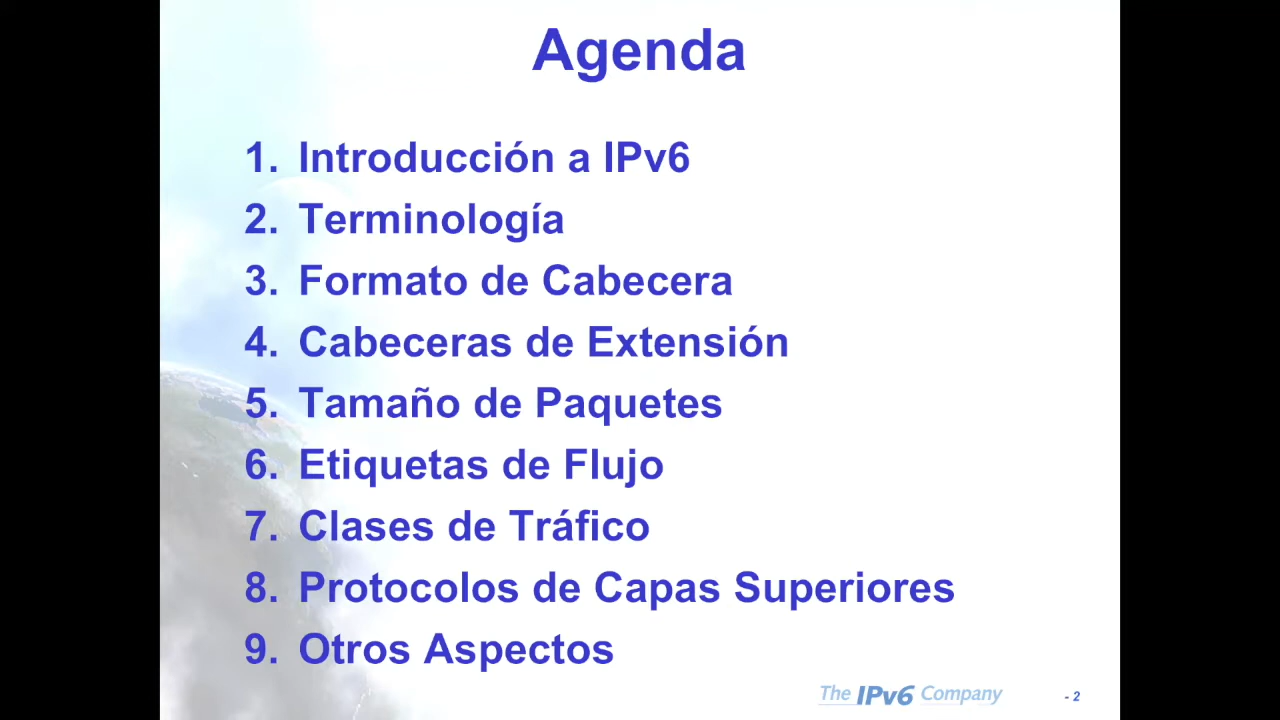 Agenda
1. Introducción a IPv6
2. Terminología
3. Formato de Cabecera
4. Cabeceras de Extensión
5. Tamaño de Paquetes
6. Etiquetas de Flujo
7. Clases de Tráfico
8. Protocolos de Capas Superiores
9. Otros Aspectos
The IPv6 Company
- 2